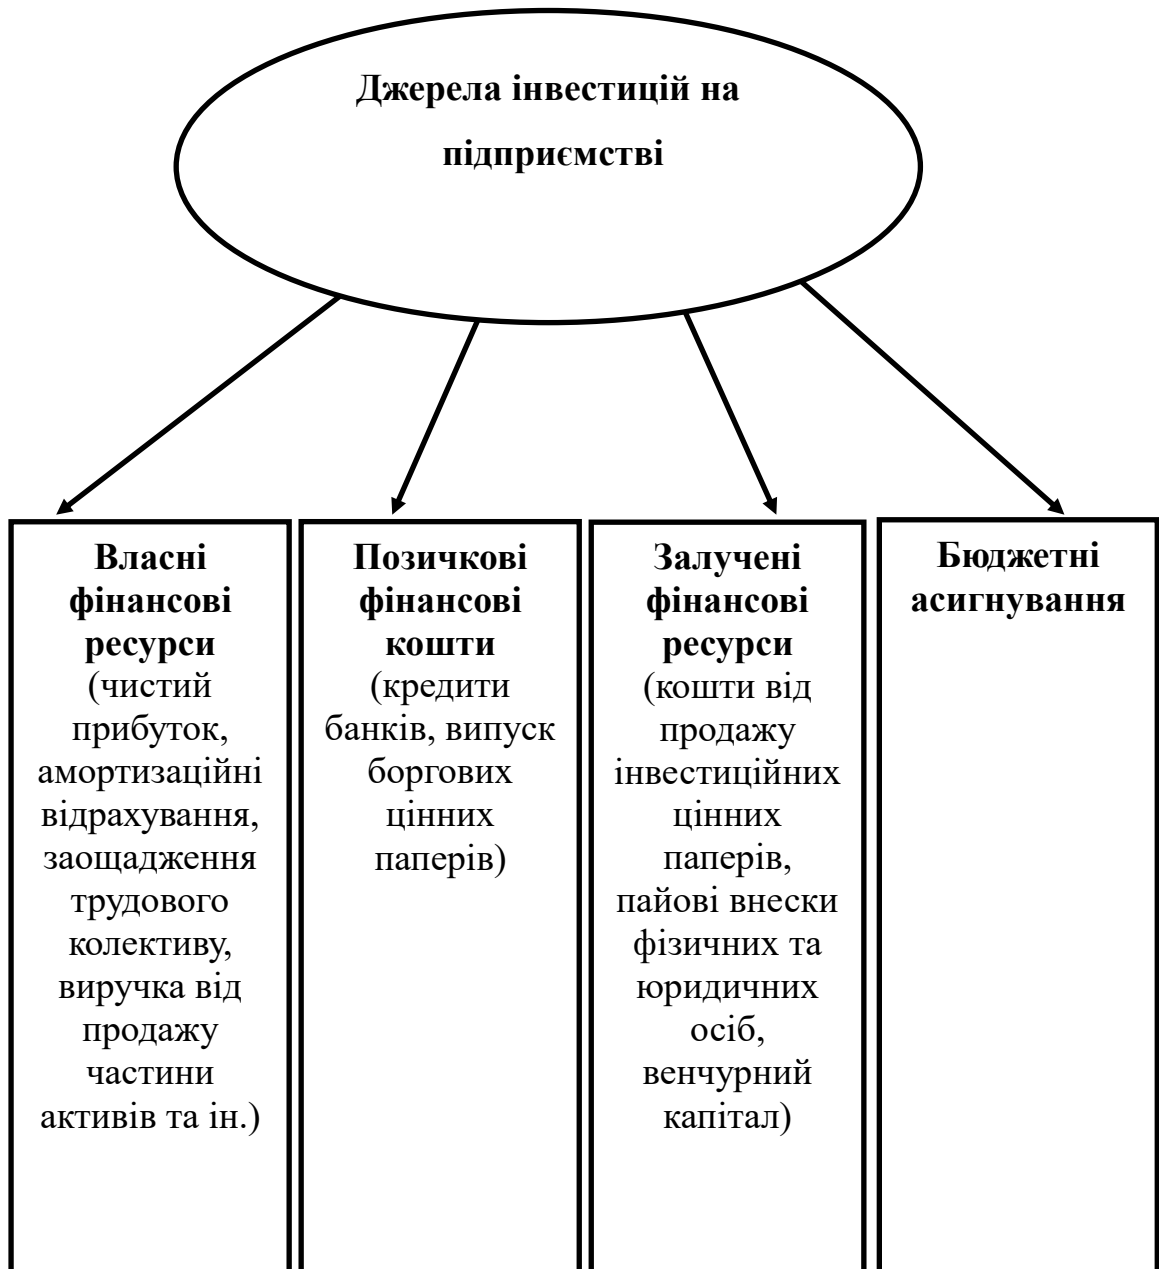 Джерела інвестицій на
підприємстві
Власні
фінансові
ресурси
(чистий
прибуток,
амортизаційні
відрахування,
заощадження
трудового
колективу,
виручка від
продажу
частини
активів та ін.)
Позичкові
фінансові
кошти
(кредити
банків, випуск
боргових
цінних
паперів)
Залучені
фінансові
ресурси
(кошти від
продажу
інвестиційних
цінних
паперів,
пайові внески
фізичних та
юридичних
осіб,
венчурний
капітал)
Бюджетні
асигнування